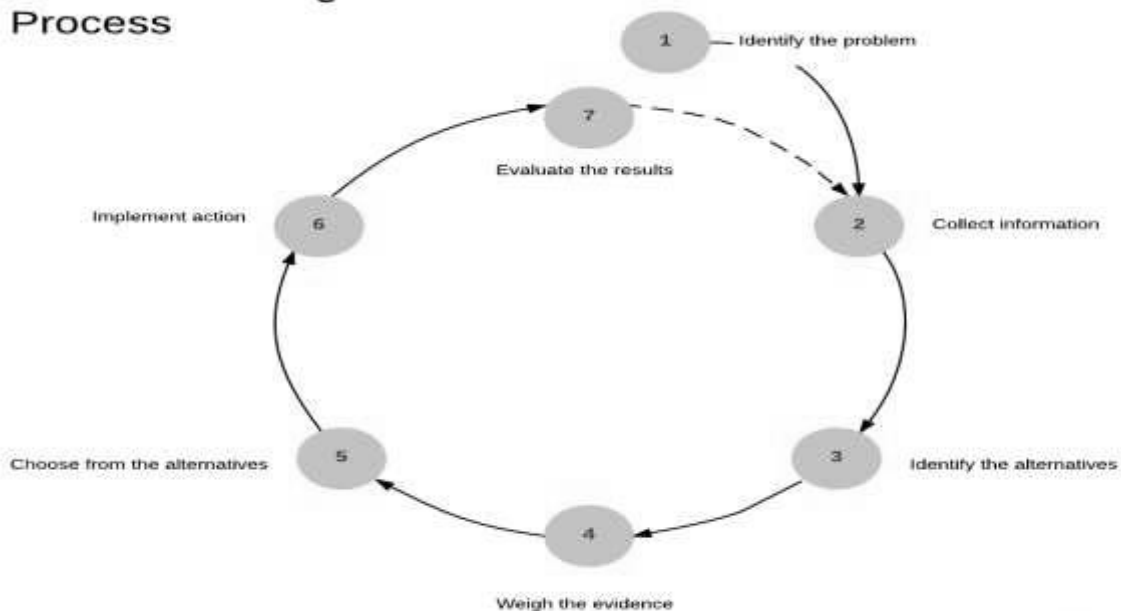 Process
1
Identify the problem
7
Evaluate the results
Implement action
6
2
Collect information
Choose from the alternatives
5
3
Identify the alternatives
4
Weigh the evidence